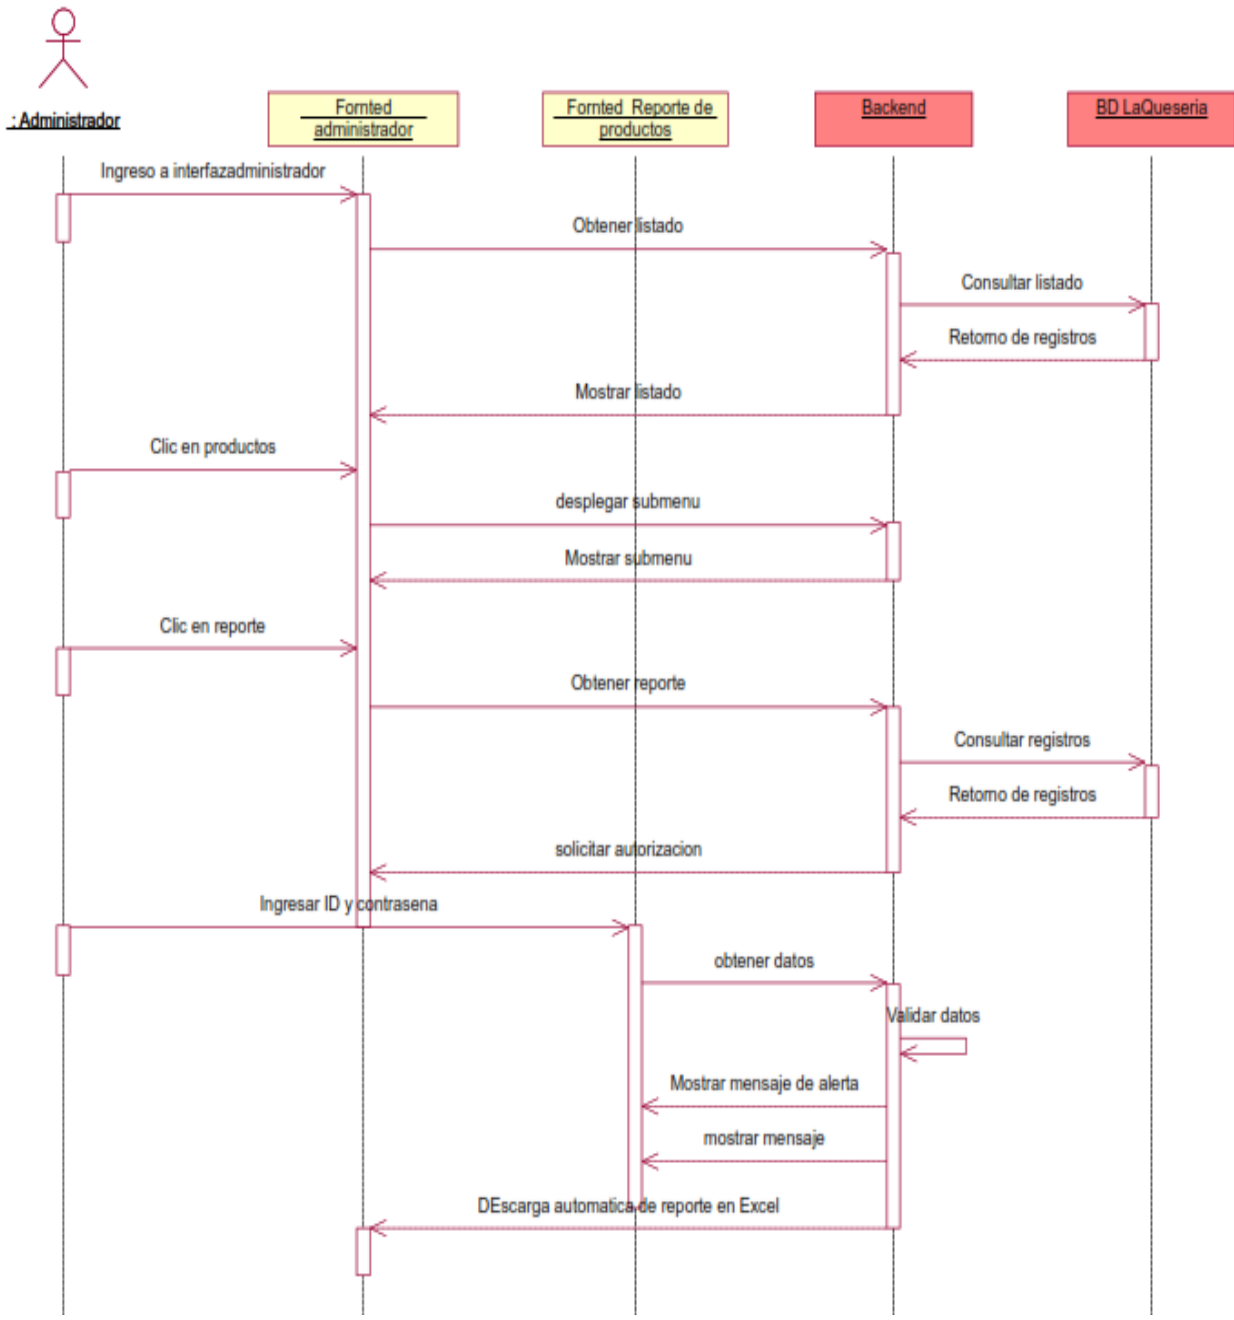 : Administrador
Fornted
administrador
Fornted Reporte de
productos
Backend
BD LaQueseria
Ingreso a interfazadministrador
Obtener listado
Consultar listado
Retorno de registros
Mostrar listado
Clic en productos
desplegar submenu
Mostrar submenu
Clic en reporte
Obtener reporte
Consultar registros
Retorno de registros
solicitar autorizacion
Ingresar ID y contrasena
obtener datos
Validar datos
Mostrar mensaje de alerta
mostrar mensaje
DEscarga automatica de reporte en Excel